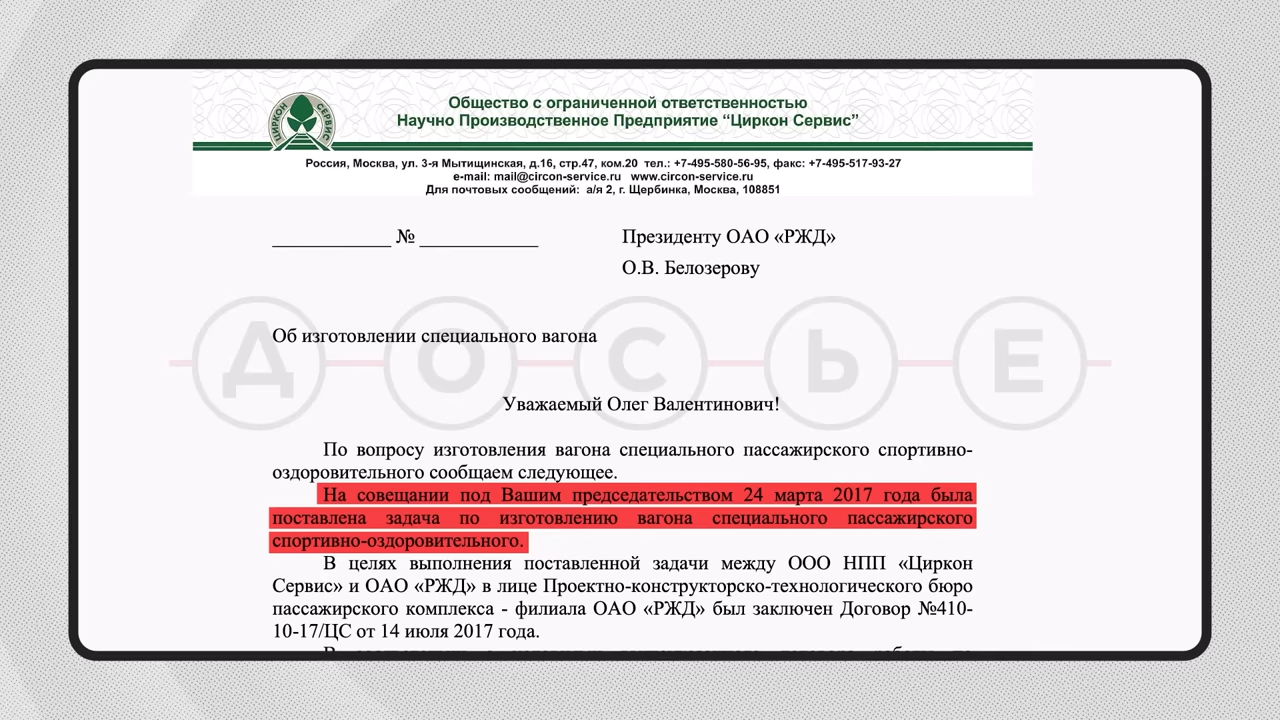 Общество с ограниченной ответственностью
Научно Производственное Предприятие “Циркон Сервис”
ЦИРКОН СЕРВИС
Россия, Москва, ул. 3-я Мытищинская, д.16, стр.47, ком.20 тел.: +7-495-580-56-95, факс: +7-495-517-93-27
e-mail: mail@circon-service.ru www.circon-service.ru
Для почтовых сообщений: а/я 2, г. Щербинка, Москва, 108851
____________ № ____________
Президенту ОАО «РЖД»
О.В. Белозерову
Об изготовлении специального вагона
ДОСЬЕ
Уважаемый Олег Валентинович!
По вопросу изготовления вагона специального пассажирского спортивно-
оздоровительного сообщаем следующее.
На совещании под Вашим председательством 24 марта 2017 года была
поставлена задача по изготовлению вагона специального пассажирского
спортивно-оздоровительного.
В целях выполнения поставленной задачи между ООО НПП «Циркон
Сервис» и ОАО «РЖД» в лице Проектно-конструкторско-технологического бюро
пассажирского комплекса - филиала ОАО «РЖД» был заключен Договор №410-
10-17/ЦС от 14 июля 2017 года.